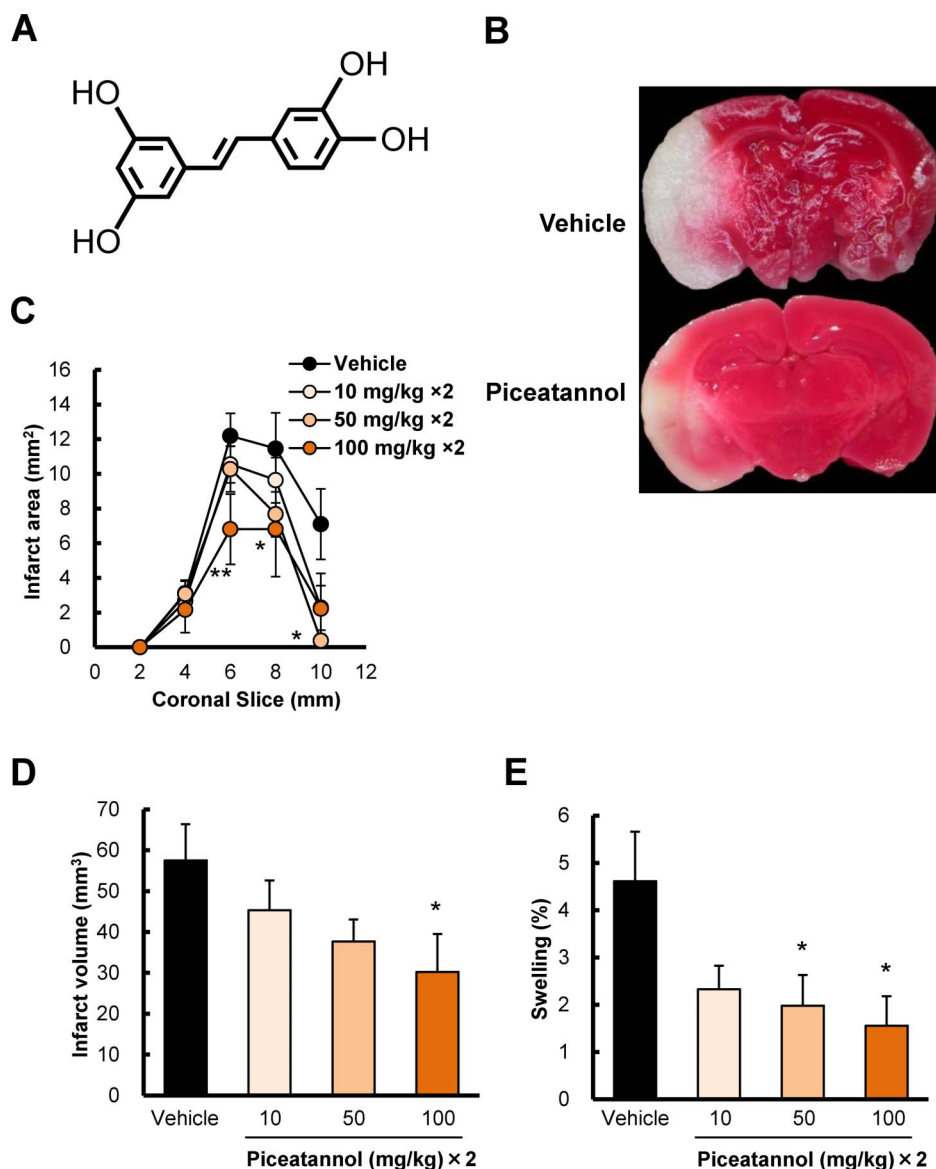 A
HO
OH
OH
HO
B
Vehicle
Piceatannol
C
Infarct area (mm²)
16
14
12
10
8
6
4
2
0
0 2 4 6 8 10 12
Coronal Slice (mm)
Vehicle
10 mg/kg ×2
50 mg/kg ×2
100 mg/kg ×2
**
*
*
D
Infarct volume (mm³)
70
60
50
40
30
20
10
0
*
Vehicle 10 50 100
Piceatannol (mg/kg) × 2
E
Swelling (%)
6
5
4
3
2
1
0
*
*
Vehicle 10 50 100
Piceatannol (mg/kg) × 2